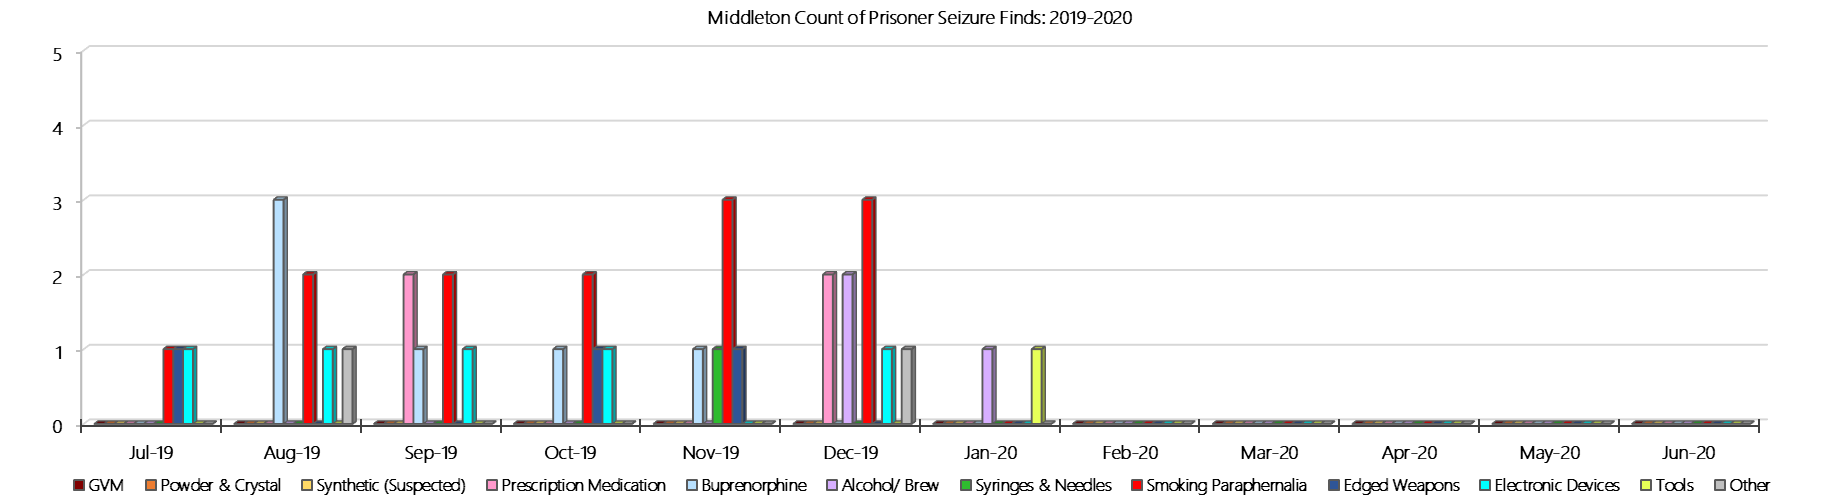 Middleton Count of Prisoner Seizure Finds: 2019-2020
5
4
3
2
1
0
Jul-19 Aug-19 Sep-19 Oct-19 Nov-19 Dec-19 Jan-20 Feb-20 Mar-20 Apr-20 May-20 Jun-20
GVM Powder & Crystal Synthetic (Suspected) Prescription Medication Buprenorphine Alcohol/ Brew Syringes & Needles Smoking Paraphernalia Edged Weapons Electronic Devices Tools Other